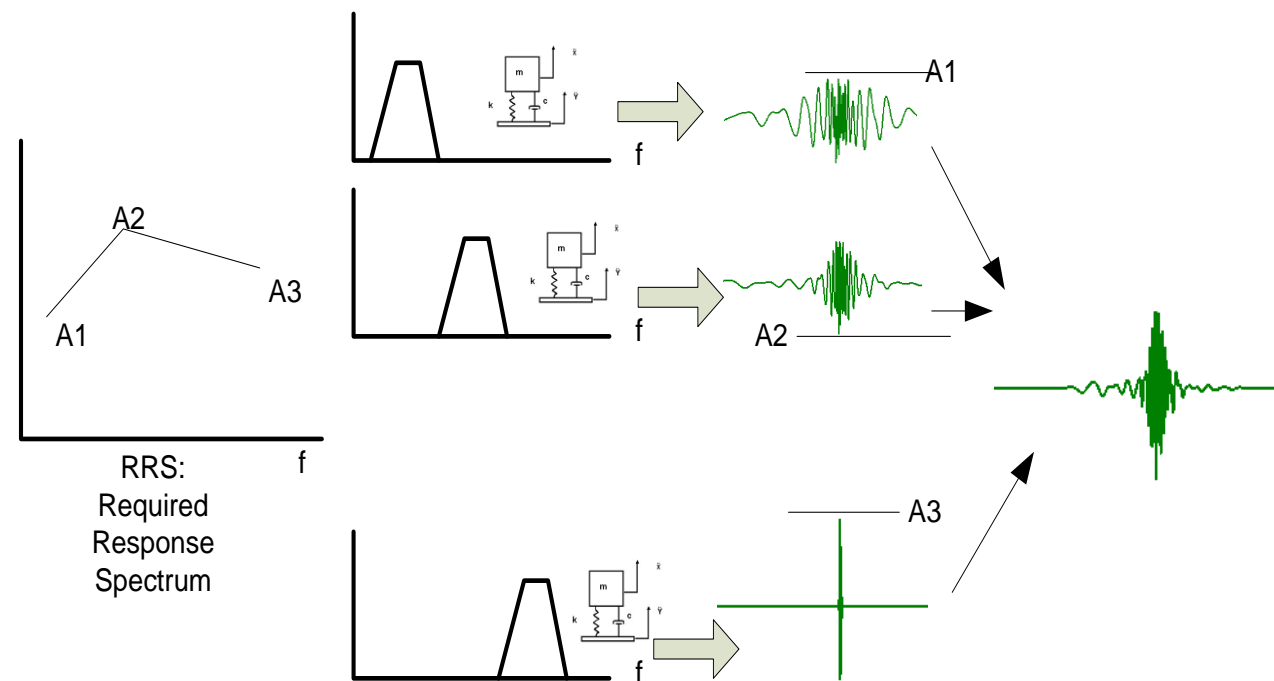 A1
A2
A3
f
RRS:
Required
Response
Spectrum
m
k
c
ẍ
Ÿ
f
A1
m
k
c
ẍ
Ÿ
f
A2
m
k
c
ẍ
Ÿ
f
A3